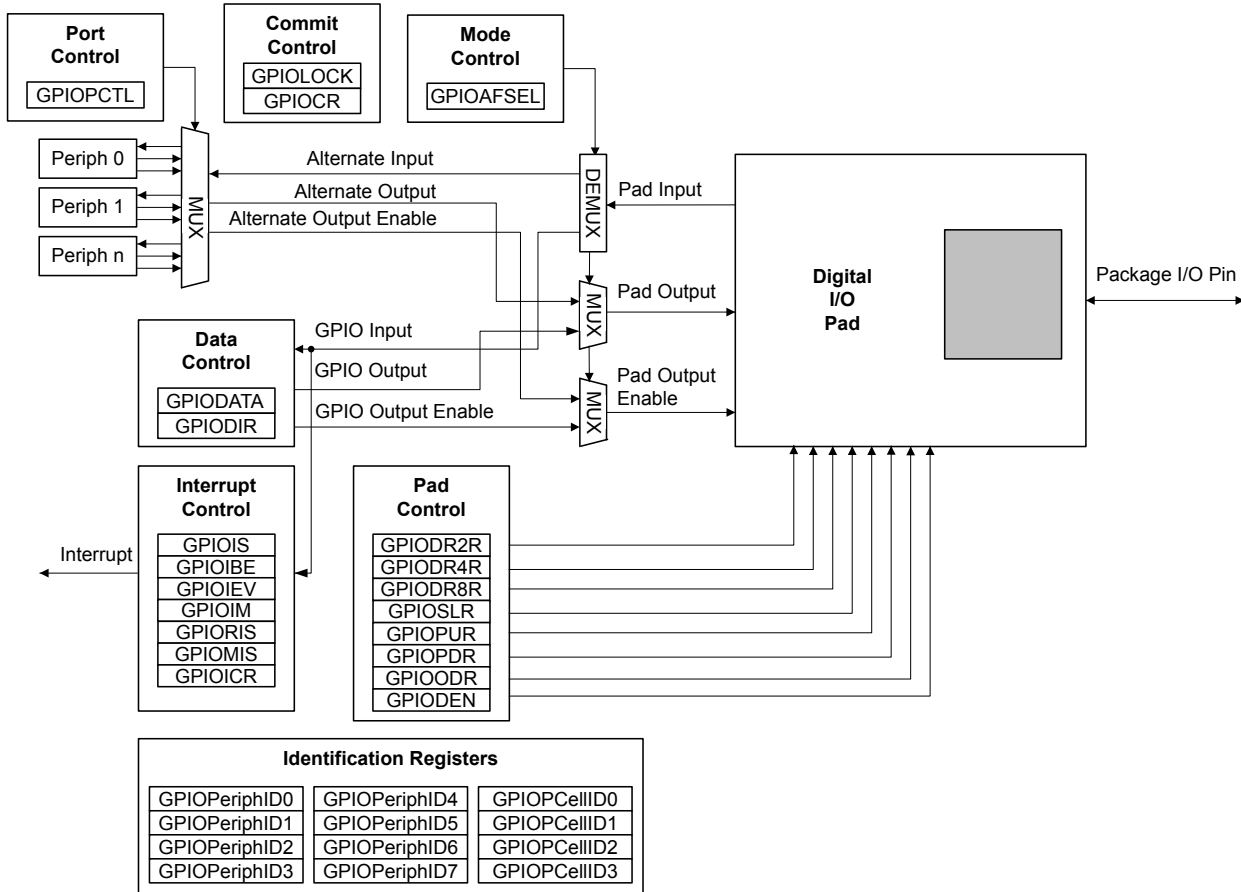 Port
Control
GPIOPCTL
Commit
Control
GPIOLOCK
GPIOCR
Mode
Control
GPIOAFSEL
Periph 0
Periph 1
Periph n
MUX
Alternate Input
Alternate Output
Alternate Output Enable
DEMUX
Pad Input
MUX
Pad Output
MUX
Pad Output
Enable
Digital
I/O
Pad
Package I/O Pin
Data
Control
GPIODATA
GPIODIR
GPIO Input
GPIO Output
GPIO Output Enable
Interrupt
Interrupt
Control
GPIOIS
GPIOIBE
GPIOIEV
GPIOIM
GPIORIS
GPIOMIS
GPIOICR
Pad
Control
GPIODR2R
GPIODR4R
GPIODR8R
GPIOSLR
GPIOPUR
GPIOPDR
GPIOODR
GPIODEN
Identification Registers
GPIOPeriphID0
GPIOPeriphID1
GPIOPeriphID2
GPIOPeriphID3
GPIOPeriphID4
GPIOPeriphID5
GPIOPeriphID6
GPIOPeriphID7
GPIOPCellID0
GPIOPCellID1
GPIOPCellID2
GPIOPCellID3